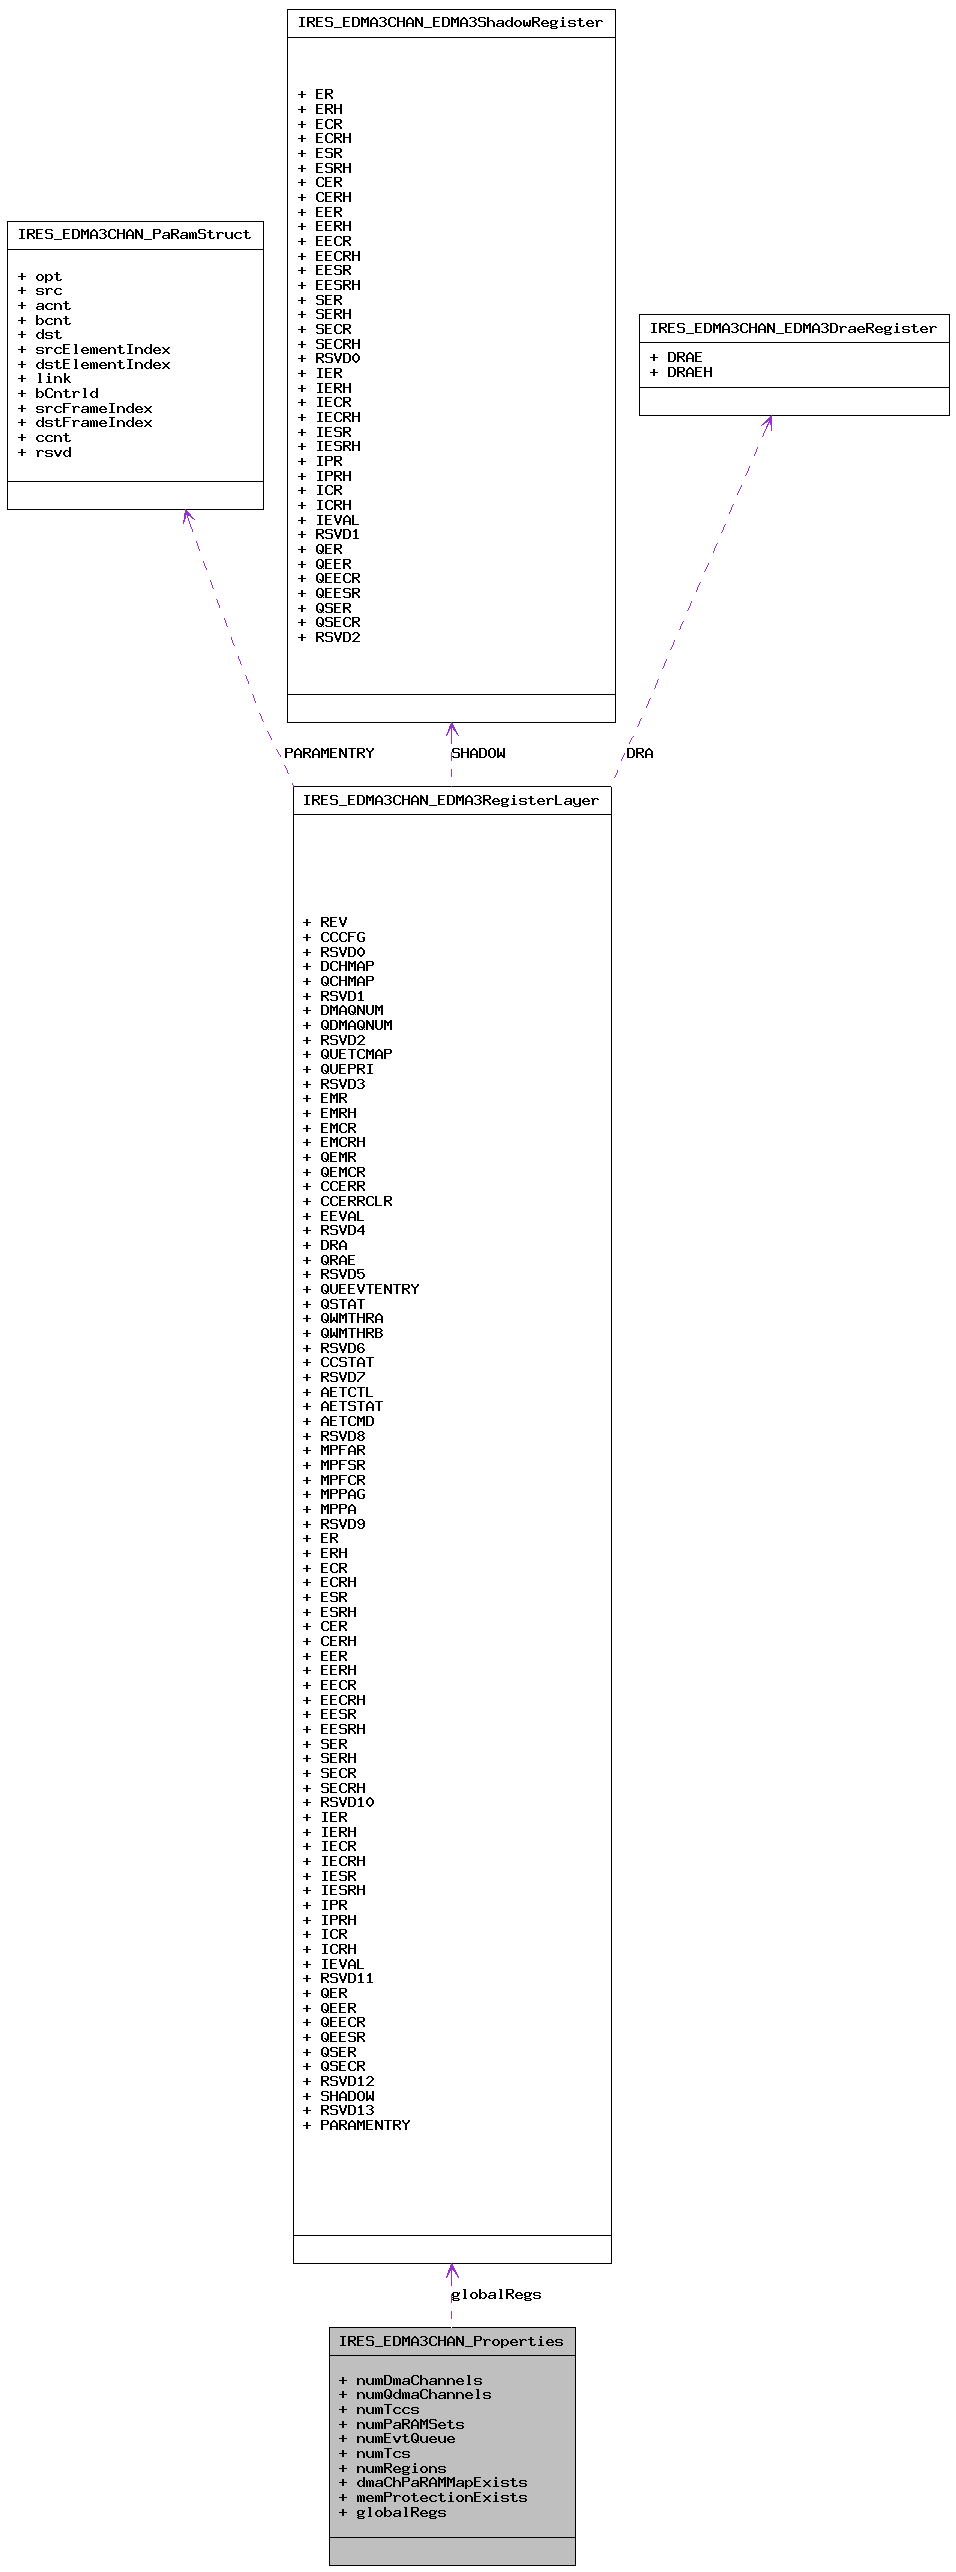 IRES_EDMA3CHAN_EDMA3ShadowRegister
+ ER
+ ERH
+ ECR
+ ECRH
+ ESR
+ ESRH
+ CER
+ CERH
+ EER
+ EERH
+ EECR
+ EECRH
+ EESR
+ EESRH
+ SER
+ SERH
+ SECR
+ SECRH
+ RSVD0
+ IER
+ IERH
+ IECR
+ IECRH
+ IESR
+ IESRH
+ IPR
+ IPRH
+ ICR
+ ICRH
+ IEVAL
+ RSVD1
+ QER
+ QEER
+ QEECR
+ QEESR
+ QSER
+ QSECR
+ RSVD2
IRES_EDMA3CHAN_PaRamStruct
+ opt
+ src
+ acnt
+ bcnt
+ dst
+ srcElementIndex
+ dstElementIndex
+ link
+ bCntrld
+ srcFrameIndex
+ dstFrameIndex
+ ccnt
+ rsvd
IRES_EDMA3CHAN_EDMA3DraeRegister
+ DRAE
+ DRAEH
PARAMENTRY
SHADOW
DRA
IRES_EDMA3CHAN_EDMA3RegisterLayer
+ REV
+ CCCFG
+ RSVD0
+ DCHMAP
+ QCHMAP
+ RSVD1
+ DMAQNUM
+ QDMAQNUM
+ RSVD2
+ QUETCMAP
+ QUEPRI
+ RSVD3
+ EMR
+ EMRH
+ EMCR
+ EMCRH
+ QEMR
+ QEMCR
+ CCERR
+ CCERRCLR
+ EEVAL
+ RSVD4
+ DRA
+ QRAE
+ RSVD5
+ QUEEVTENTRY
+ QSTAT
+ QWMTHRA
+ QWMTHRB
+ RSVD6
+ CCSTAT
+ RSVD7
+ AETCTL
+ AETSTAT
+ AETCMD
+ RSVD8
+ MPFAR
+ MPFSR
+ MPFCR
+ MPPAG
+ MPPA
+ RSVD9
+ ER
+ ERH
+ ECR
+ ECRH
+ ESR
+ ESRH
+ CER
+ CERH
+ EER
+ EERH
+ EECR
+ EECRH
+ EESR
+ EESRH
+ SER
+ SERH
+ SECR
+ SECRH
+ RSVD10
+ IER
+ IERH
+ IECR
+ IECRH
+ IESR
+ IESRH
+ IPR
+ IPRH
+ ICR
+ ICRH
+ IEVAL
+ RSVD11
+ QER
+ QEER
+ QEECR
+ QEESR
+ QSER
+ QSECR
+ RSVD12
+ SHADOW
+ RSVD13
+ PARAMENTRY
globalRegs
IRES_EDMA3CHAN_Properties
+ numDmaChannels
+ numQdmaChannels
+ numTccs
+ numPaRAMSets
+ numEvtQueue
+ numTcs
+ numRegions
+ dmaChPaRAMMapExists
+ memProtectionExists
+ globalRegs